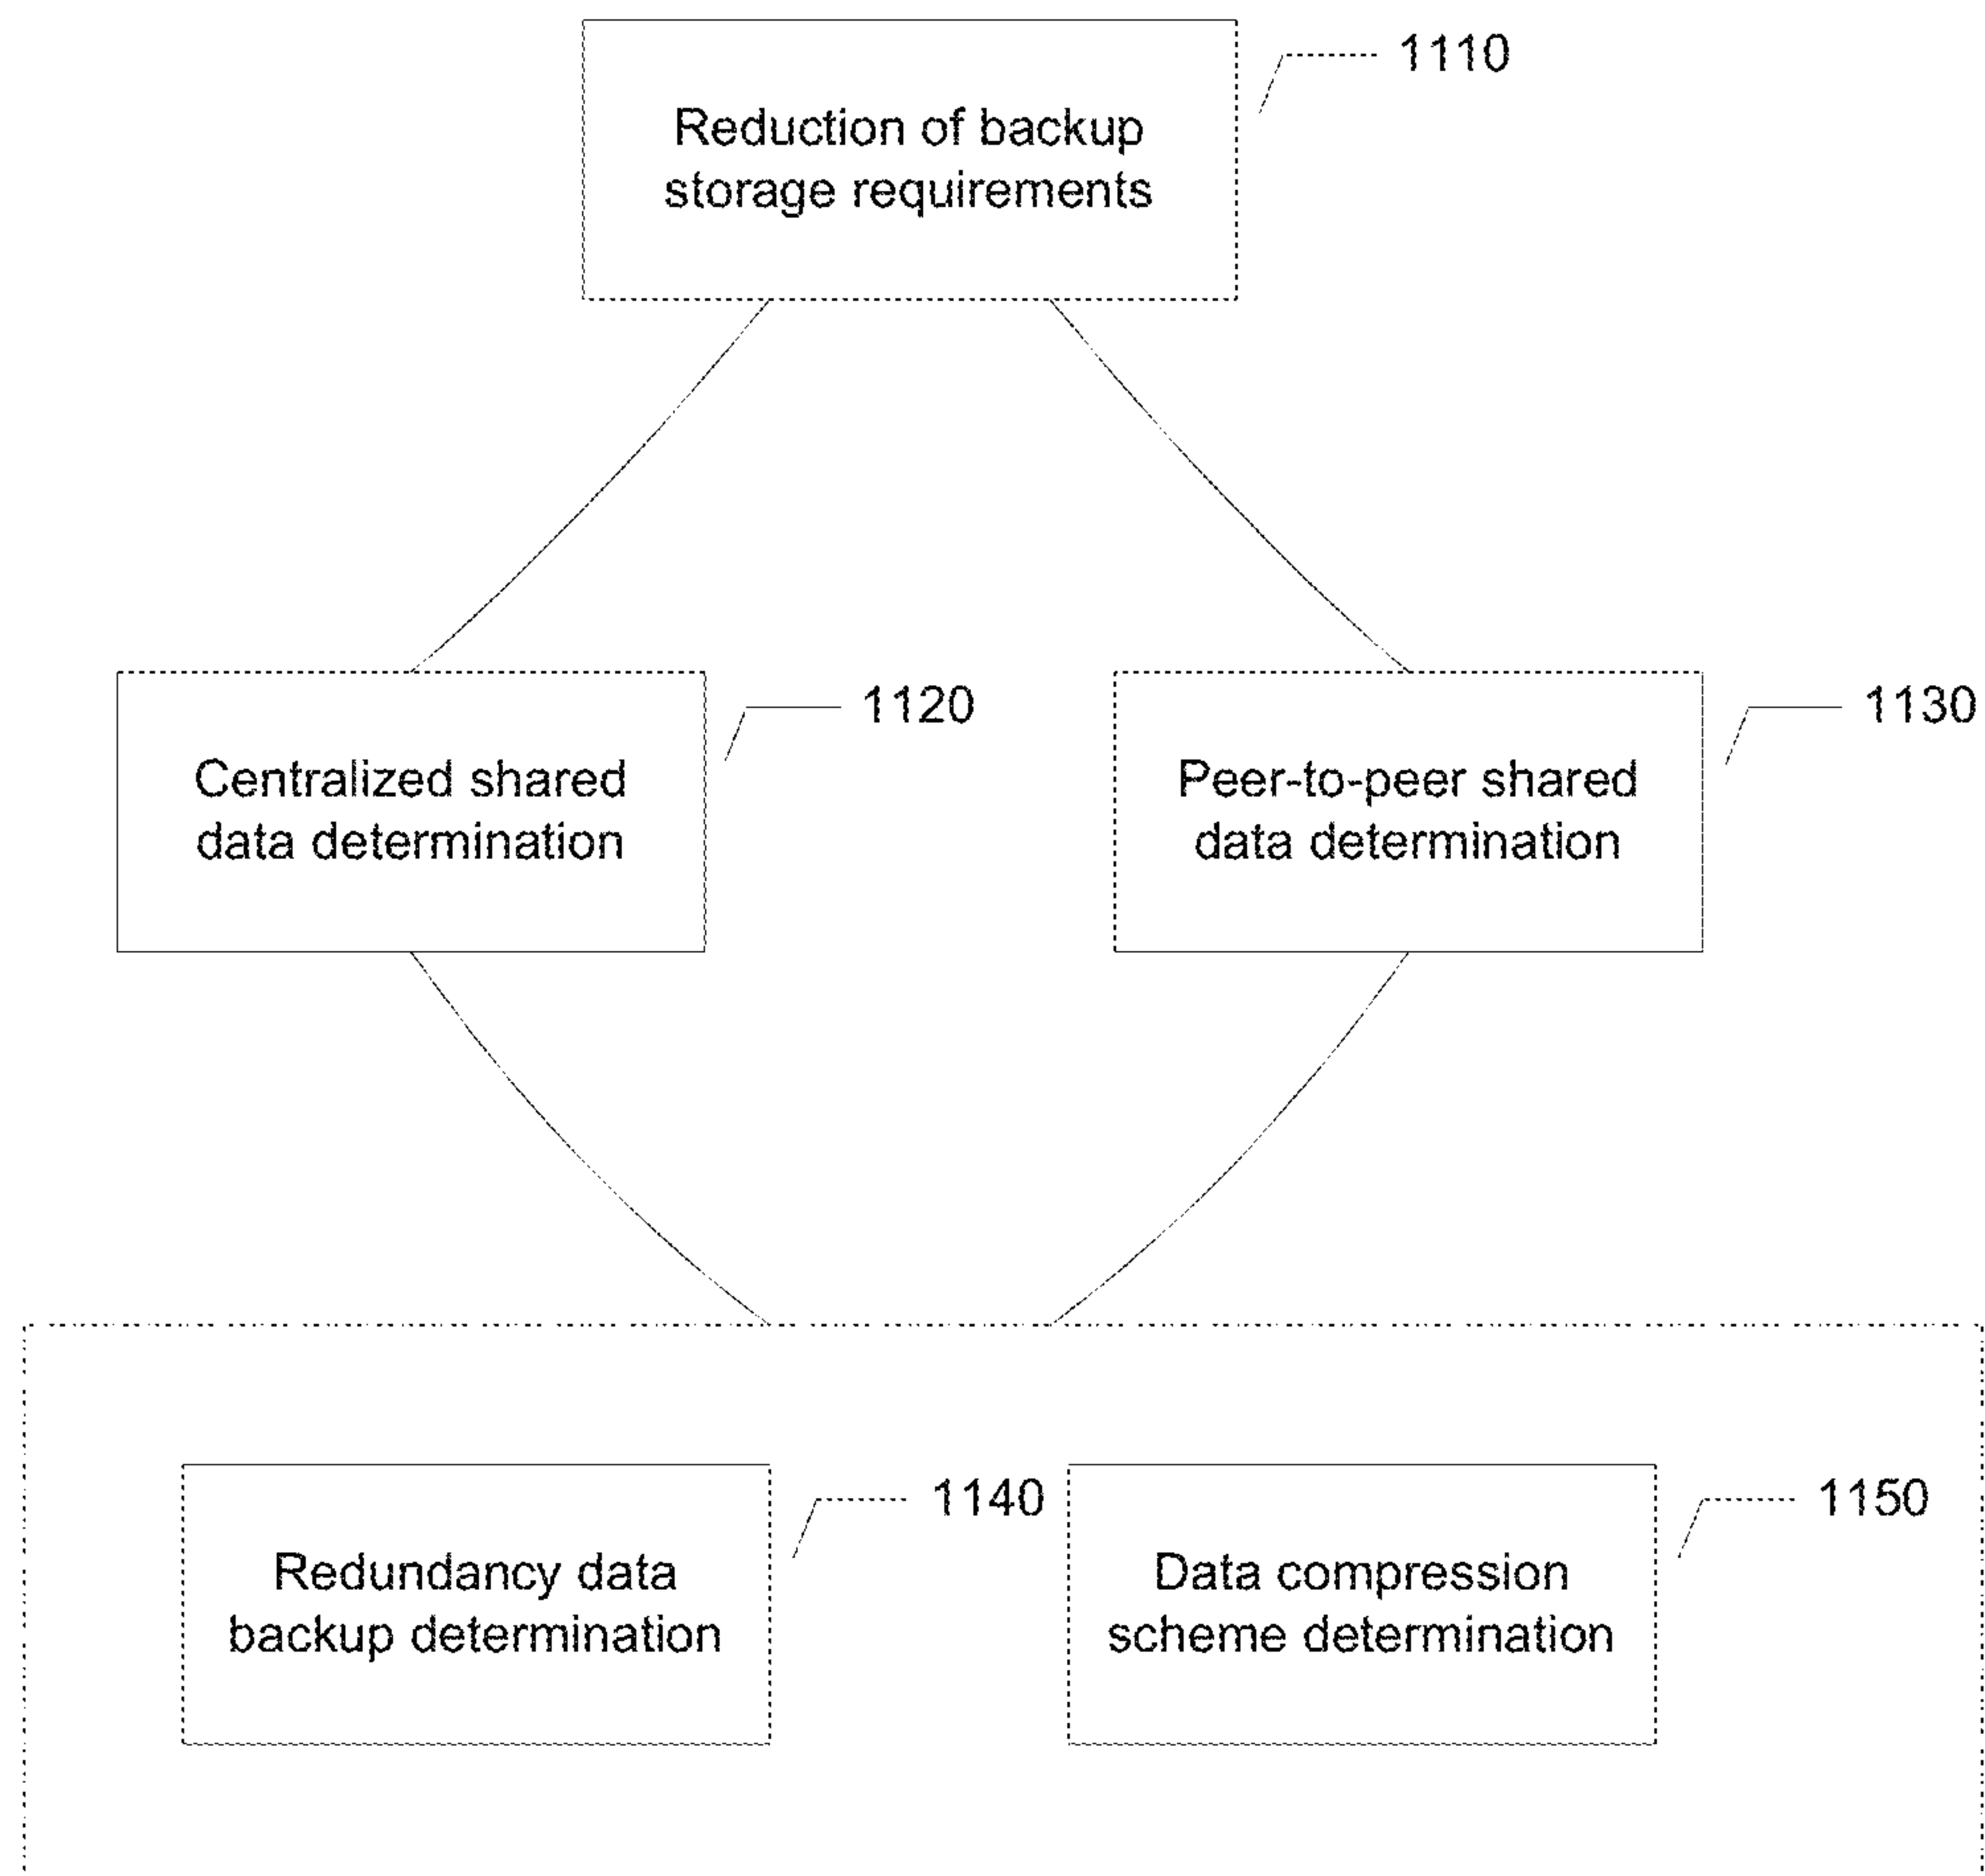 1110
Reduction of backup
storage requirements
1120
1130
Centralized shared
data determination
Peer-to-peer shared
data determination
1140
1150
Redundancy data
backup determination
Data compression
scheme determination